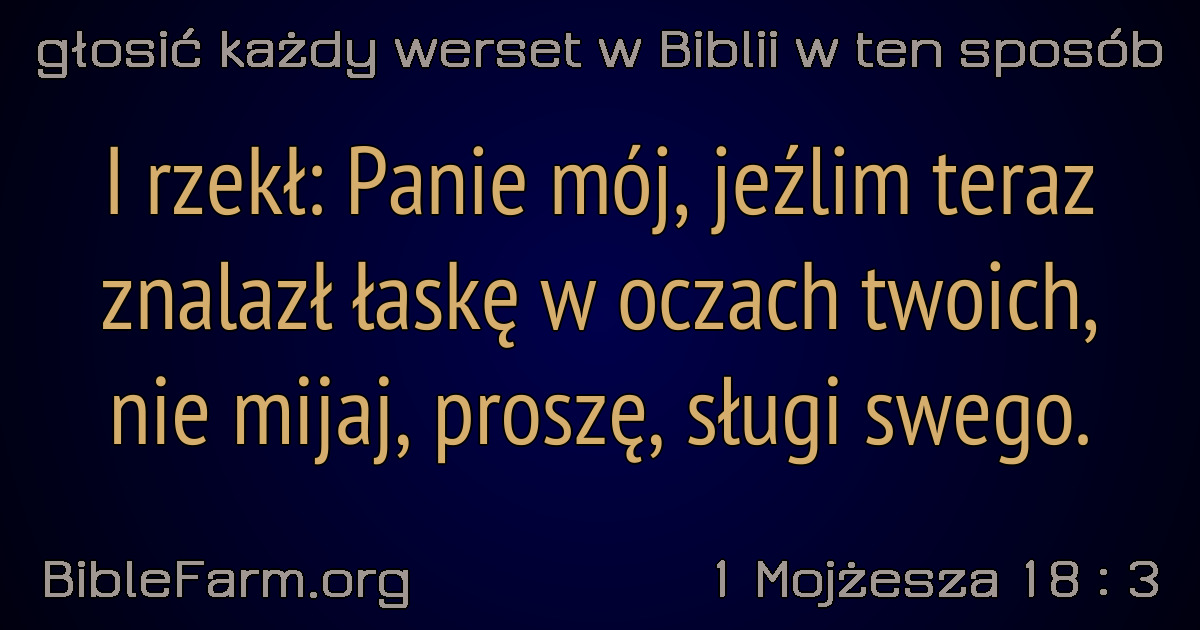 głosić każdy werset w Biblii w ten sposób
I rzekł: Panie mój, jeźlim teraz
znalazł łaskę w oczach twoich,
nie mijaj, proszę, sługi swego.
BibleFarm.org
1 Mojżesza 18 : 3